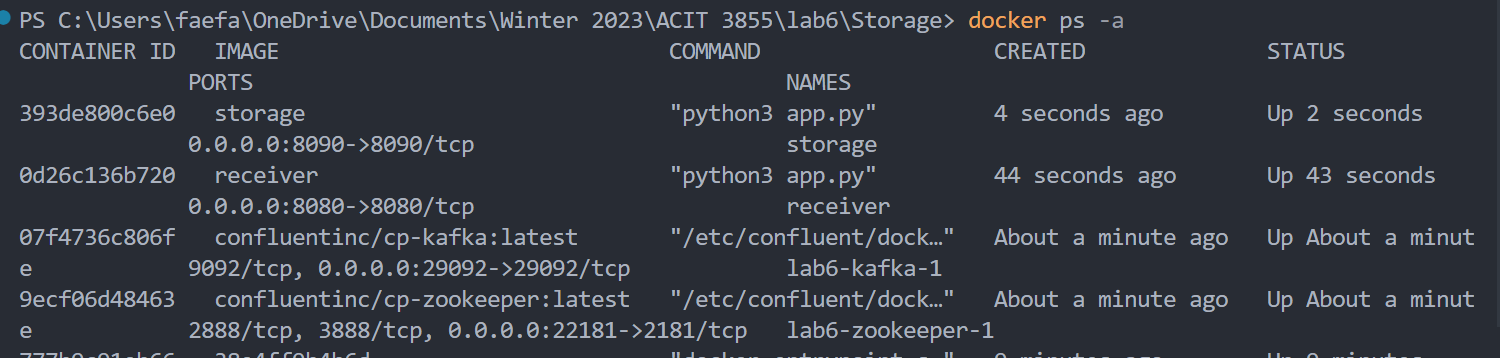 PS C:\Users\faefa\OneDrive\Documents\Winter 2023\ACIT 3855\lab6\Storage> docker ps -a
CONTAINER ID   IMAGE                              COMMAND                  CREATED              STATUS
             PORTS                                         NAMES
393de800c6e0   storage                            "python3 app.py"         4 seconds ago        Up 2 seconds
             0.0.0.0:8090->8090/tcp                        storage
0d26c136b720   receiver                           "python3 app.py"         44 seconds ago       Up 43 seconds
             0.0.0.0:8080->8080/tcp                        receiver
07f4736c806f   confluentinc/cp-kafka:latest       "/etc/confluent/dock…"   About a minute ago   Up About a minut
e            9092/tcp, 0.0.0.0:29092->29092/tcp            lab6-kafka-1
9ecf06d48463   confluentinc/cp-zookeeper:latest   "/etc/confluent/dock…"   About a minute ago   Up About a minut
e            2888/tcp, 3888/tcp, 0.0.0.0:22181->2181/tcp   lab6-zookeeper-1